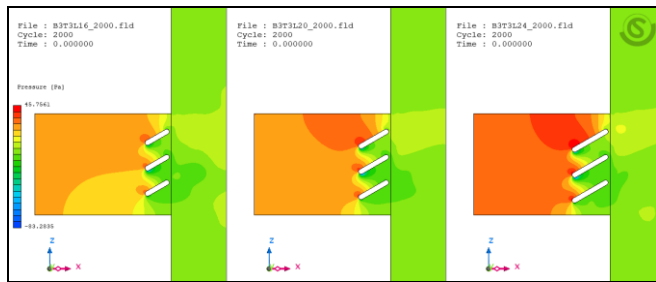 File : B3T3L16_2000.fld
Cycle: 2000
Time : 0.000000
Pressure [Pa]
45.7561
-83.2035
Z
X
File : B3T3L20_2000.fld
Cycle: 2000
Time : 0.000000
Z
X
File : B3T3L24_2000.fld
Cycle: 2000
Time : 0.000000
Z
X